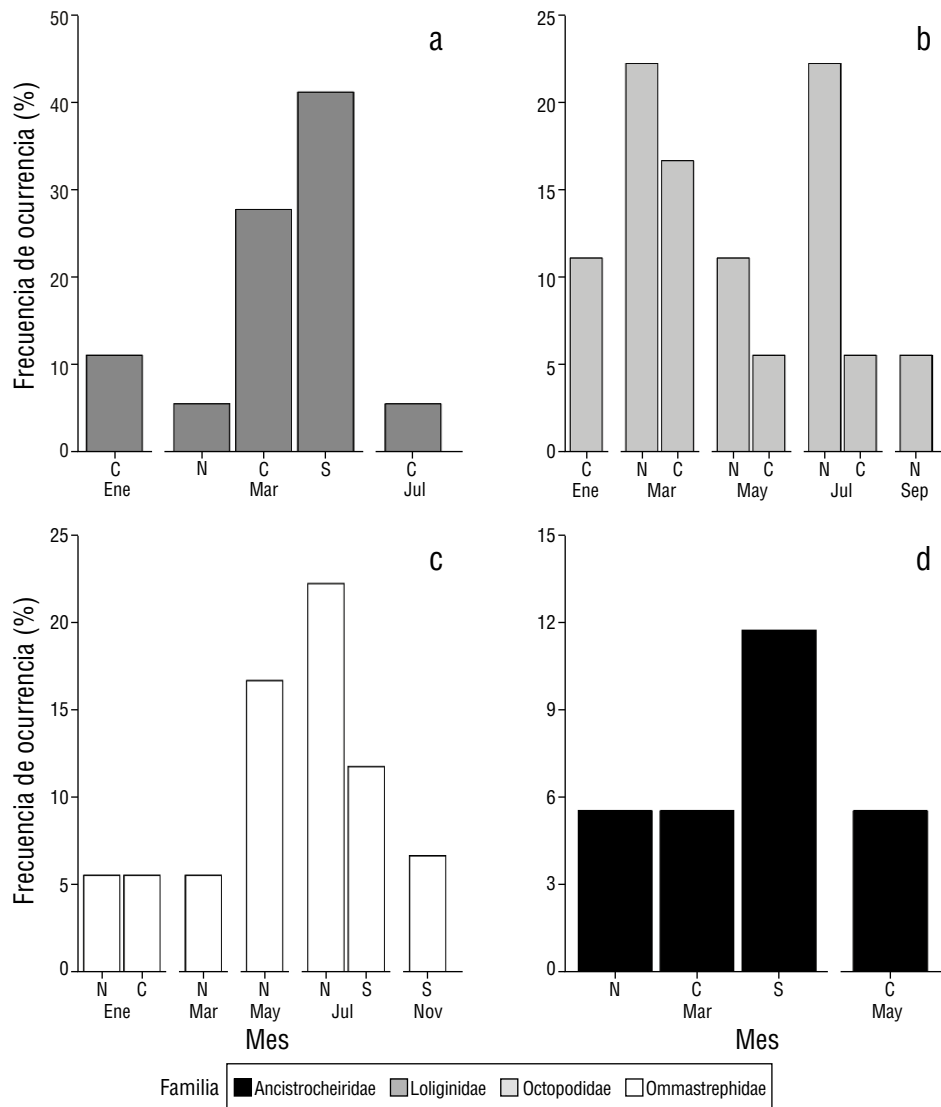 a
50
40
30
20
10
0
Frecuencia de ocurrencia (%)
C N C S C
Ene Mar Jul
b
25
20
15
10
5
0
C N C N C N C N
Ene Mar May Jul Sep
c
25
20
15
10
5
0
Frecuencia de ocurrencia (%)
N C N N N S S
Ene Mar May Jul Nov
Mes
d
15
12
9
6
3
0
N C S C
Mar May
Mes
Familia Ancistrocheiridae Loliginidae Octopodidae Ommastrephidae